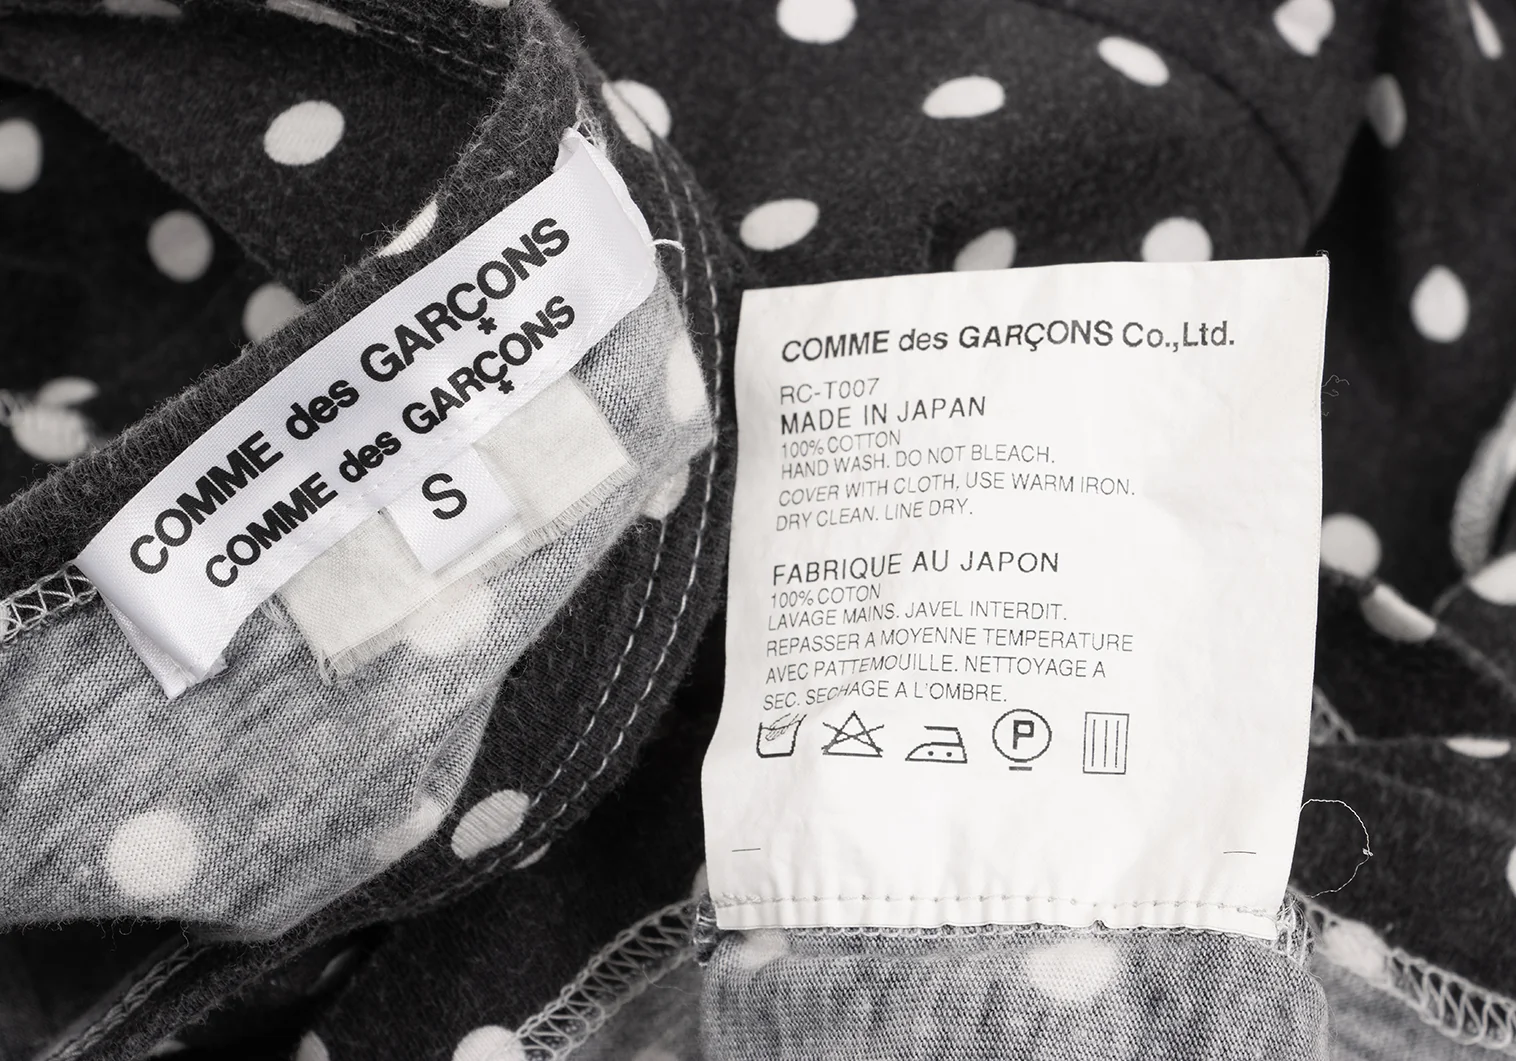 COMME des GARÇONS
*
COMME des GARÇONS
*
S
COMME des GARÇONS Co.,Ltd.
RC-T007
MADE IN JAPAN
100% COTTON
HAND WASH. DO NOT BLEACH.
COVER WITH CLOTH, USE WARM IRON.
DRY CLEAN. LINE DRY.
FABRIQUE AU JAPON
100% COTON
LAVAGE MAINS. JAVEL INTERDIT.
REPASSER A MOYENNE TEMPERATURE
AVEC PATTEMOUILLE. NETTOYAGE A
SEC. SECHAGE A L'OMBRE.
P